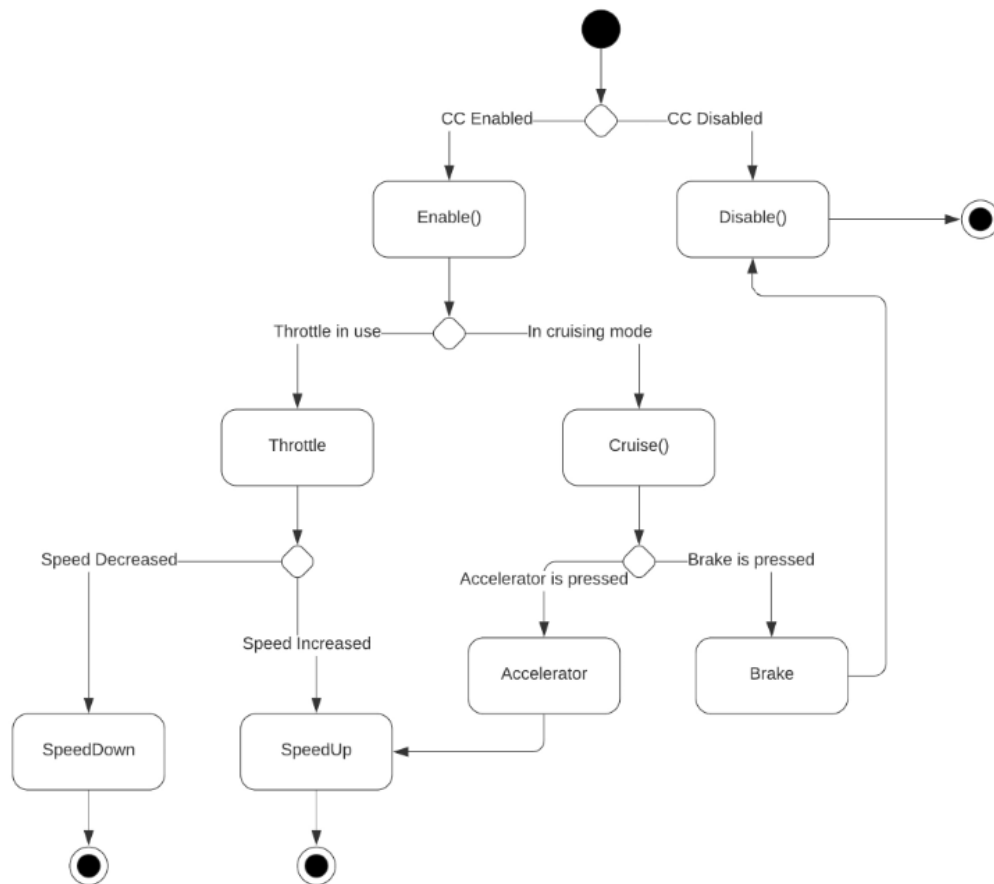 CC Enabled
CC Disabled
Enable()
Disable()
Throttle in use
In cruising mode
Throttle
Cruise()
Speed Decreased
Brake is pressed
Accelerator is pressed
Speed Increased
Accelerator
Brake
SpeedDown
SpeedUp